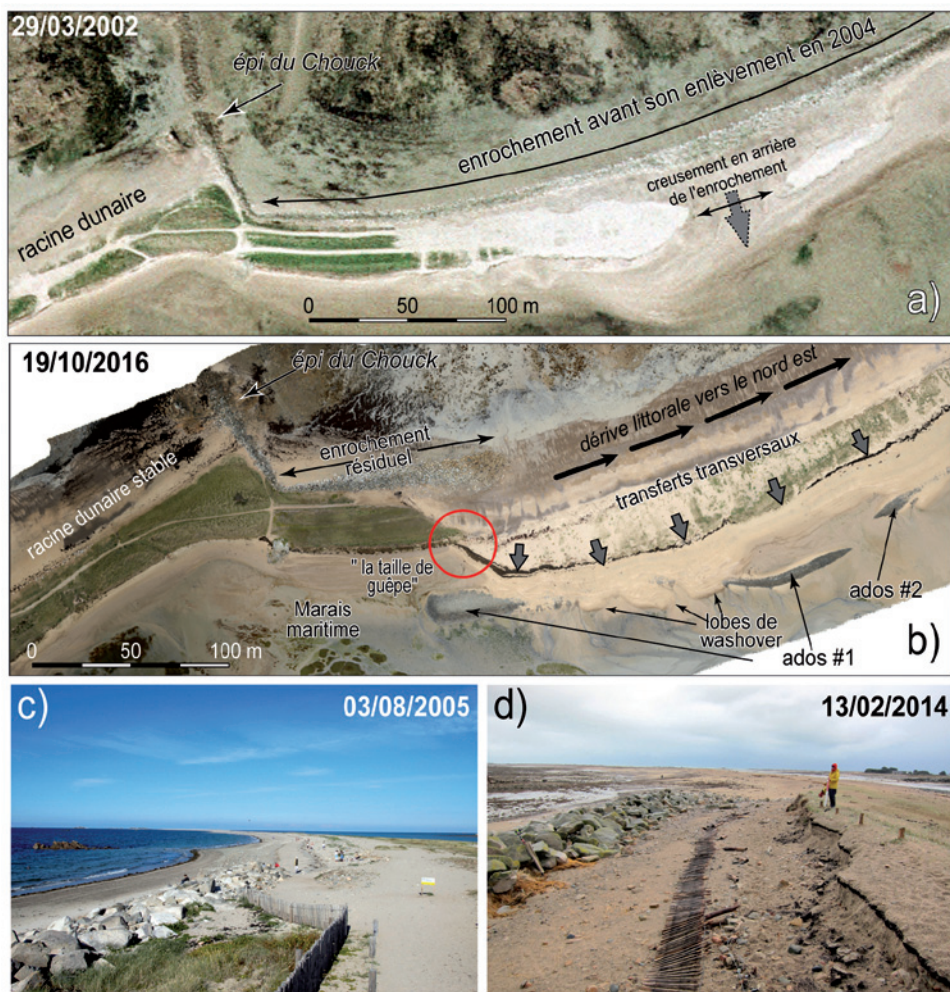 29/03/2002
épi du Chouck
enrochement avant son enlèvement en 2004
creusement en arrière
de l'enrochement
racine dunaire
0 50 100 m
a)
19/10/2016
épi du Chouck
dérive littorale vers le nord est
enrochement
résiduel
transferts transversaux
racine dunaire stable
" la taille de
guêpe"
ados #2
Marais
maritime
lobes de
washover
ados #1
0 50 100 m
b)
c)
03/08/2005
d)
13/02/2014